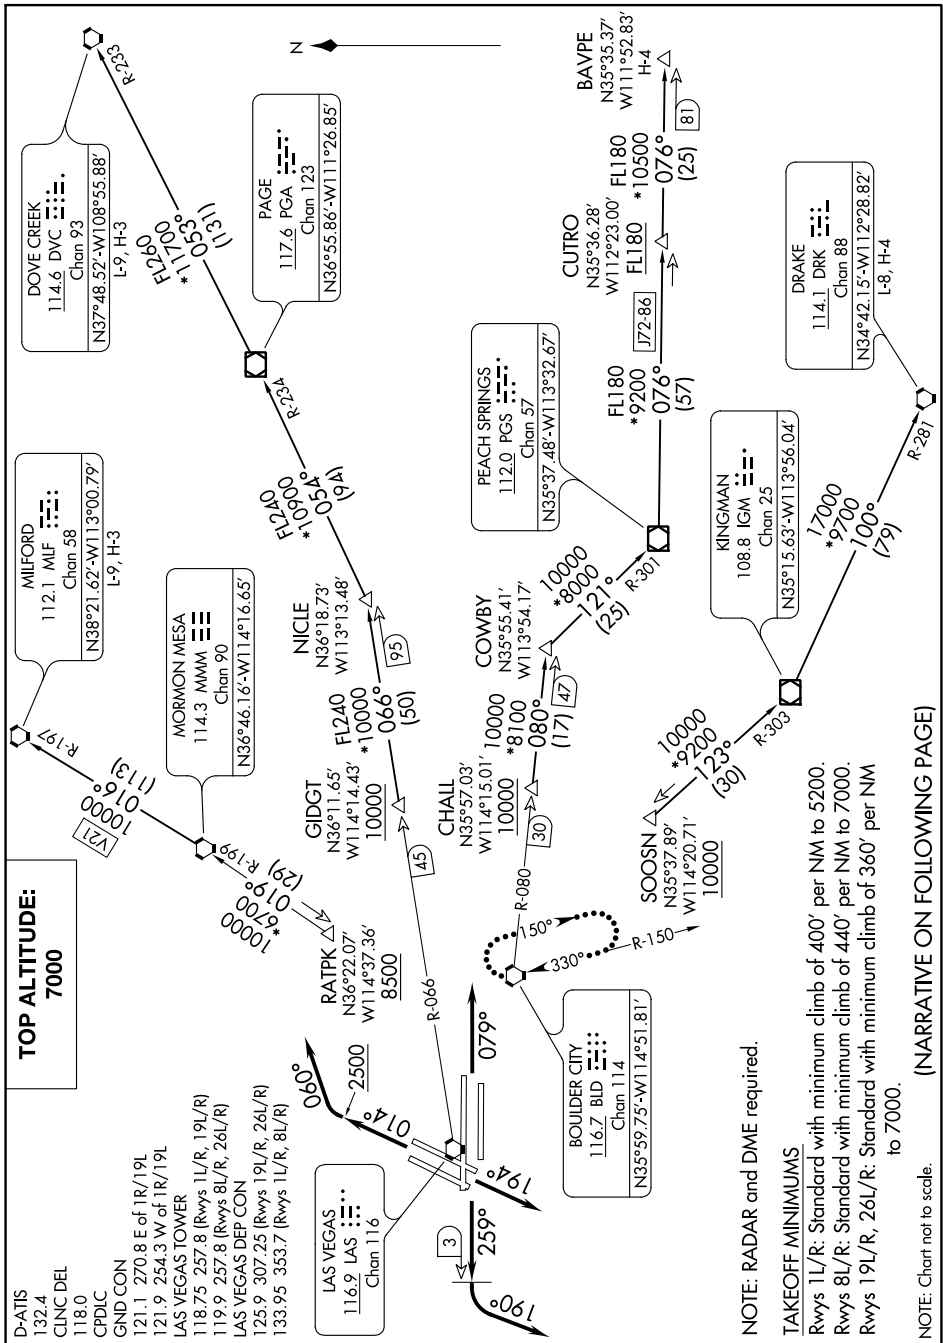 D-ATIS
132.4
CLNC DEL
118.0
CPDLC
GND CON
121.1 270.8 E of 1R/19L
121.9 254.3 W of 1R/19L
LAS VEGAS TOWER
118.75 257.8 (Rwys 1L/R, 19L/R)
119.9 257.8 (Rwys 8L/R, 26L/R)
LAS VEGAS DEP CON
125.9 307.25 (Rwys 19L/R, 26L/R)
133.95 353.7 (Rwys 1L/R, 8L/R)
TOP ALTITUDE:
7000
MILFORD
112.1 MLF
Chan 58
N38°21.62'-W113°00.79'
L-9, H-3
R-197
(113)
016°
10000
V21
MORMON MESA
114.3 MMM
Chan 90
N36°46.16'-W114°16.65'
R-199
(29)
019°
*6700
10000
RATPK
N36°22.07'
W114°37.36'
8500
DOVE CREEK
114.6 DVC
Chan 93
N37°48.52'-W108°55.88'
L-9, H-3
R-233
FL260
*11700
053°
(131)
PAGE
117.6 PGA
Chan 123
N36°55.86'-W111°26.85'
R-234
FL240
*10900
054°
(94)
NICLE
N36°18.73'
W113°13.48'
95
FL240
*10000
066°
(50)
GIDGT
N36°11.65'
W114°14.43'
10000
45
R-066
N
060°
2500
014°
079°
194°
259°
3
190°
LAS VEGAS
116.9 LAS
Chan 116
BOULDER CITY
116.7 BLD
Chan 114
N35°59.75'-W114°51.81'
150°
330°
R-150
R-080
30
CHALL
N35°57.03'
W114°15.01'
10000
10000
*8100
080°
(17)
47
COWBY
N35°55.41'
W113°54.17'
10000
*8000
121°
(25)
R-301
PEACH SPRINGS
112.0 PGS
Chan 57
N35°37.48'-W113°32.67'
FL180
*9200
076°
(57)
J72-86
CUTRO
N35°36.28'
W112°23.00'
FL180
FL180
*10500
076°
(25)
81
BAVPE
N35°35.37'
W111°52.83'
H-4
SOOSN
N35°37.89'
W114°20.71'
10000
10000
*9200
123°
(30)
R-303
KINGMAN
108.8 IGM
Chan 25
N35°15.63'-W113°56.04'
17000
*9700
100°
(79)
R-281
DRAKE
114.1 DRK
Chan 88
N34°42.15'-W112°28.82'
L-8, H-4
NOTE: RADAR and DME required.
TAKEOFF MINIMUMS
Rwys 1L/R: Standard with minimum climb of 400' per NM to 5200.
Rwys 8L/R: Standard with minimum climb of 440' per NM to 7000.
Rwys 19L/R, 26L/R: Standard with minimum climb of 360' per NM
to 7000.
(NARRATIVE ON FOLLOWING PAGE)
NOTE: Chart not to scale.